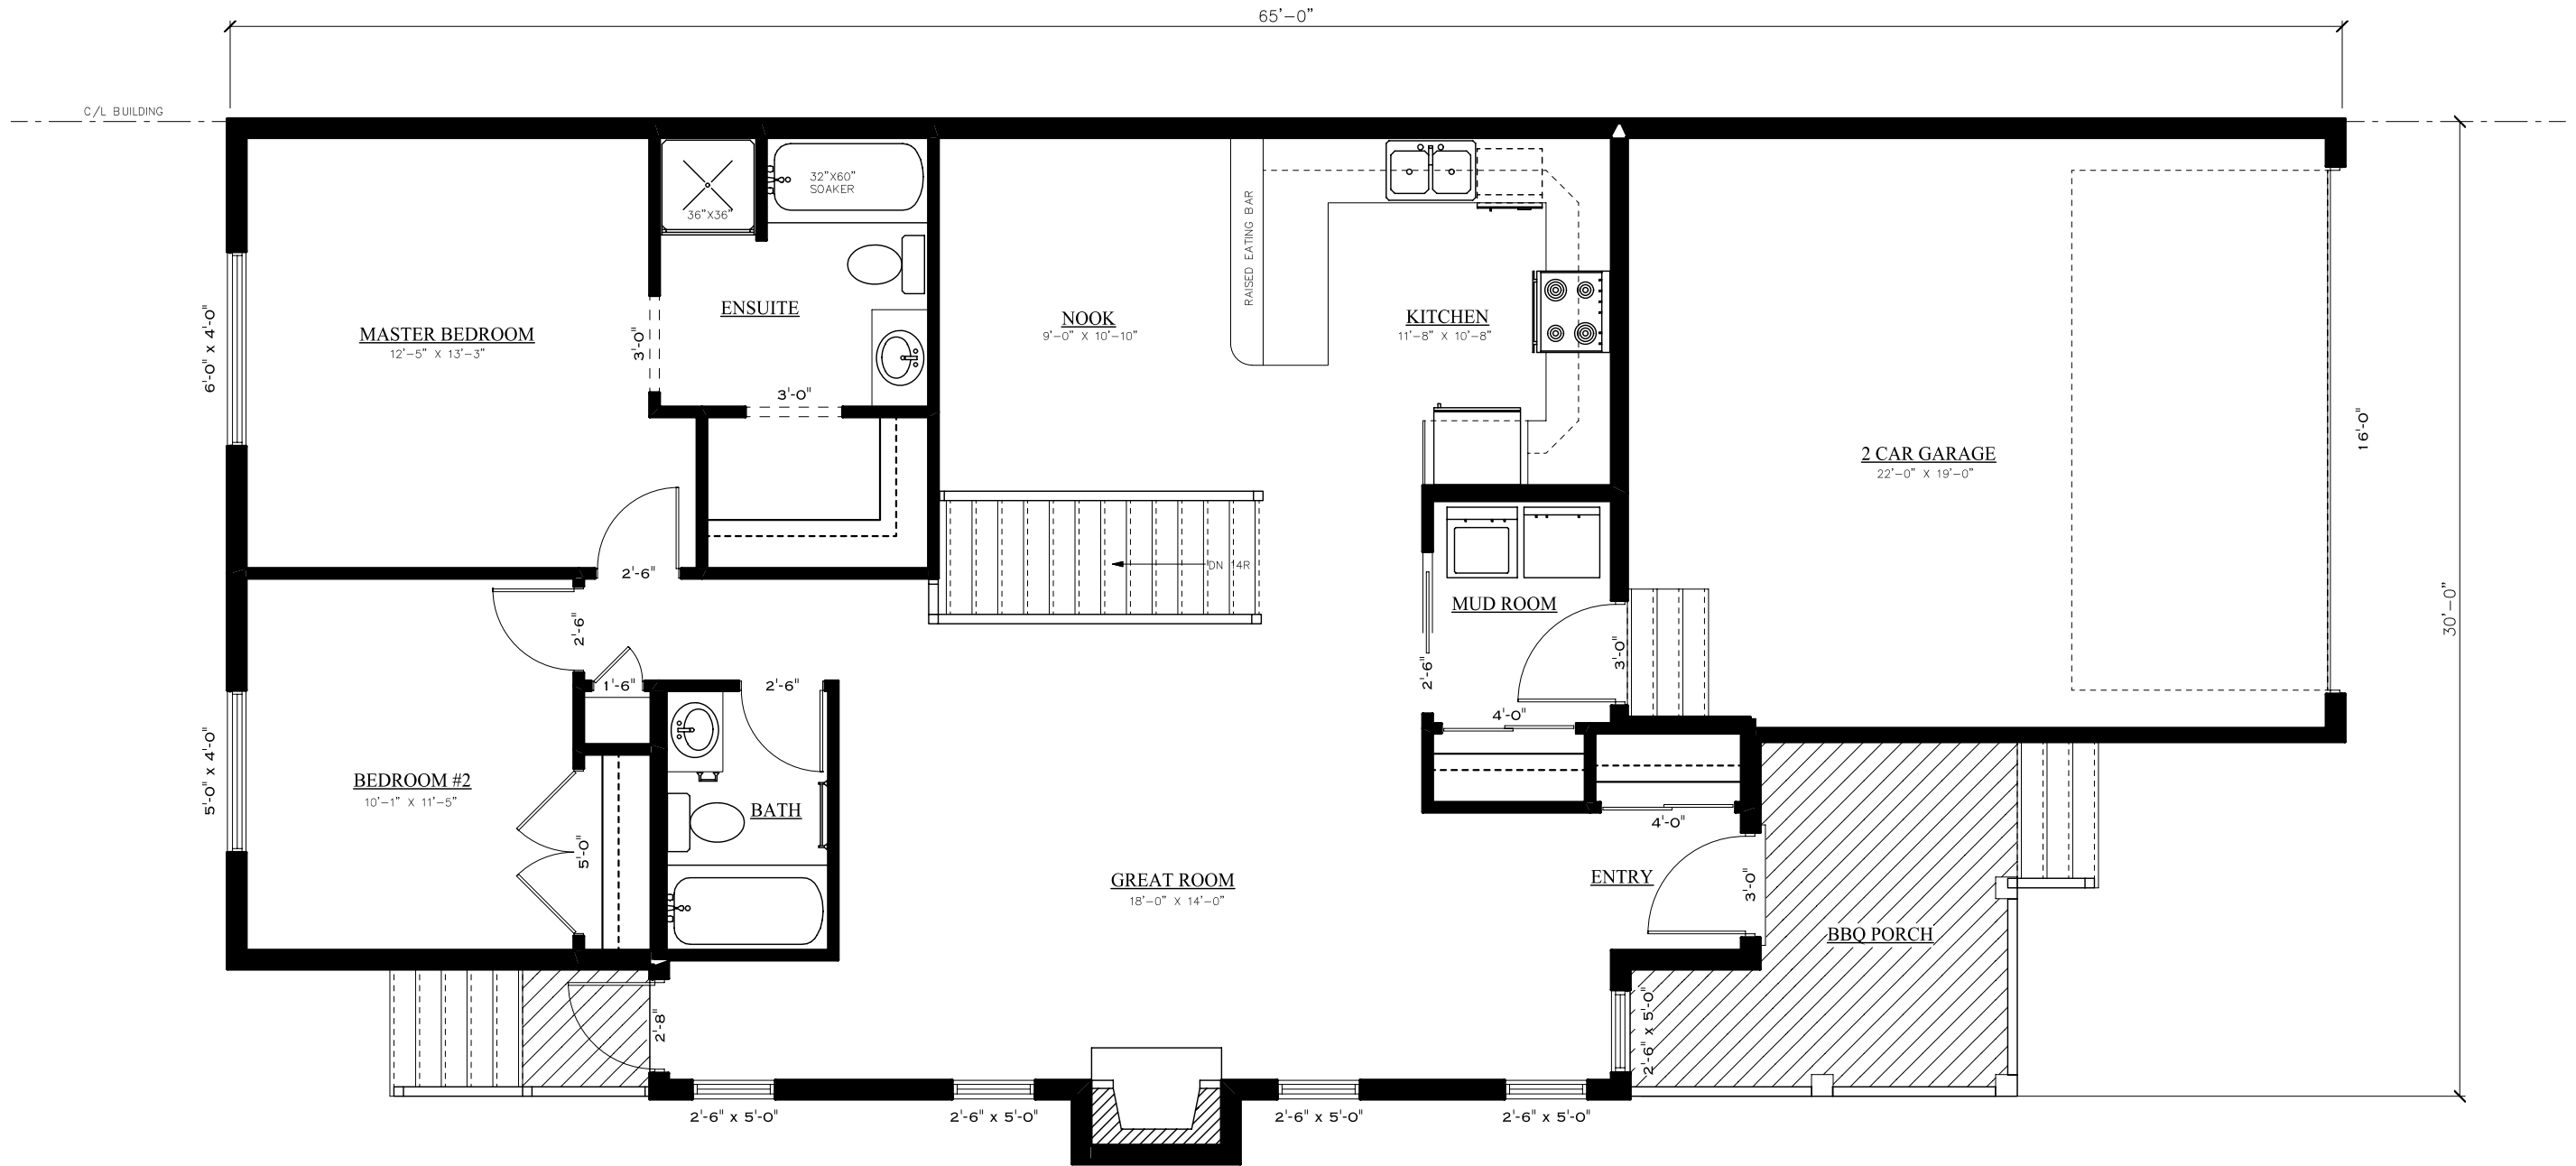 65'-0"
C/L BUILDING
32"X60"
SOAKER
36"X36"
RAISED EATING BAR
ENSUITE
MASTER BEDROOM
12'-5" X 13'-3"
6'-0" x 4'-0"
3'-0"
3'-0"
NOOK
9'-0" X 10'-10"
KITCHEN
11'-8" X 10'-8"
2 CAR GARAGE
22'-0" X 19'-0"
16'-0"
30'-0"
2'-6"
DN 14R
MUD ROOM
2'-6"
3'-0"
2'-6"
1'-6"
2'-6"
4'-0"
5'-0" x 4'-0"
BEDROOM #2
10'-1" X 11'-5"
5'-0"
BATH
4'-0"
GREAT ROOM
18'-0" X 14'-0"
ENTRY
3'-0"
BBQ PORCH
2'-8"
2'-6" x 5'-0"
2'-6" x 5'-0"
2'-6" x 5'-0"
2'-6" x 5'-0"
2'-6" x 5'-0"